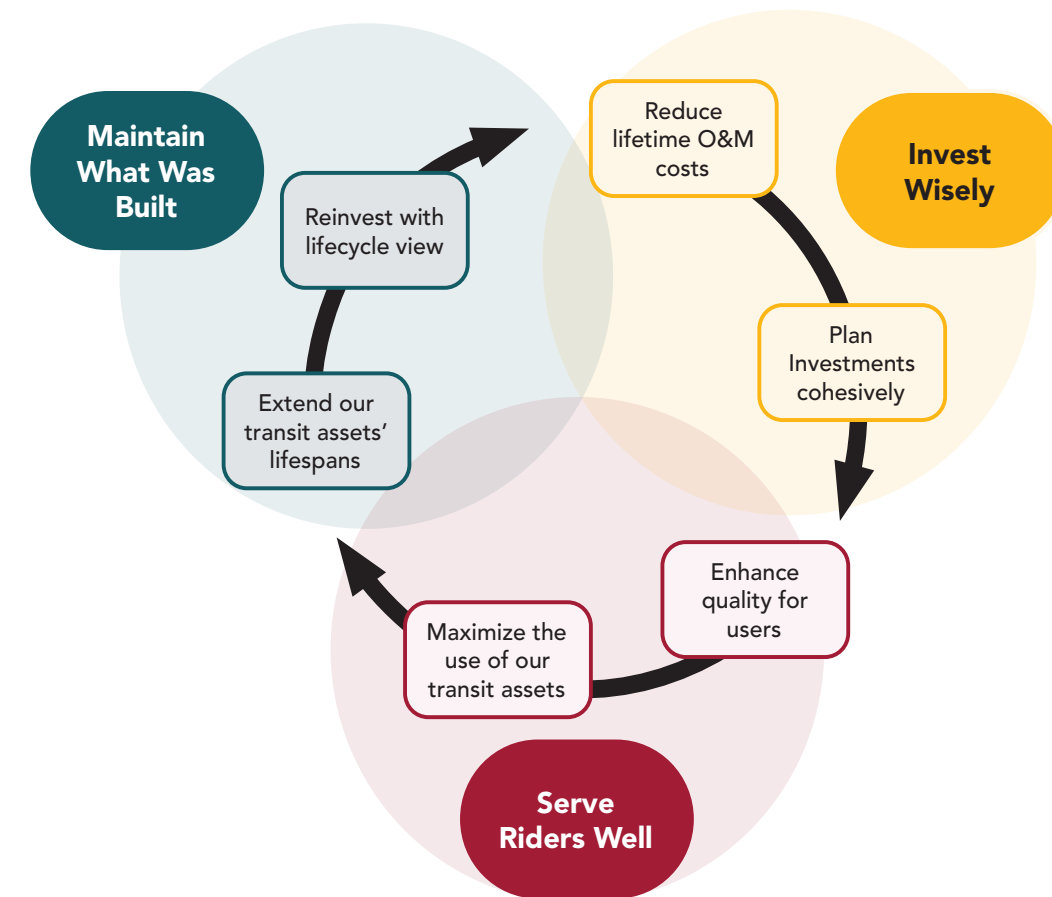 Maintain
What Was
Built
Reinvest with
lifecycle view
Extend our
transit assets’
lifespans
Reduce
lifetime O&M
costs
Invest
Wisely
Plan
Investments
cohesively
Enhance
quality for
users
Maximize the
use of our
transit assets
Serve
Riders Well